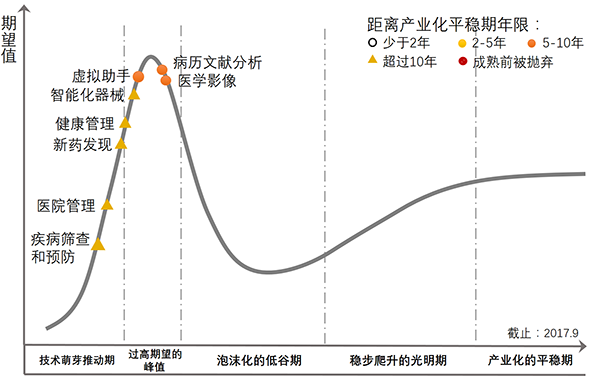 期望值
距离产业化平稳期年限：
少于2年
2-5年
5-10年
超过10年
成熟前被抛弃
病历文献分析
虚拟助手
医学影像
智能化器械
健康管理
新药发现
医院管理
疾病筛查
和预防
截止：2017.9
技术萌芽推动期
过高期望的
峰值
泡沫化的低谷期
稳步爬升的光明期
产业化的平稳期